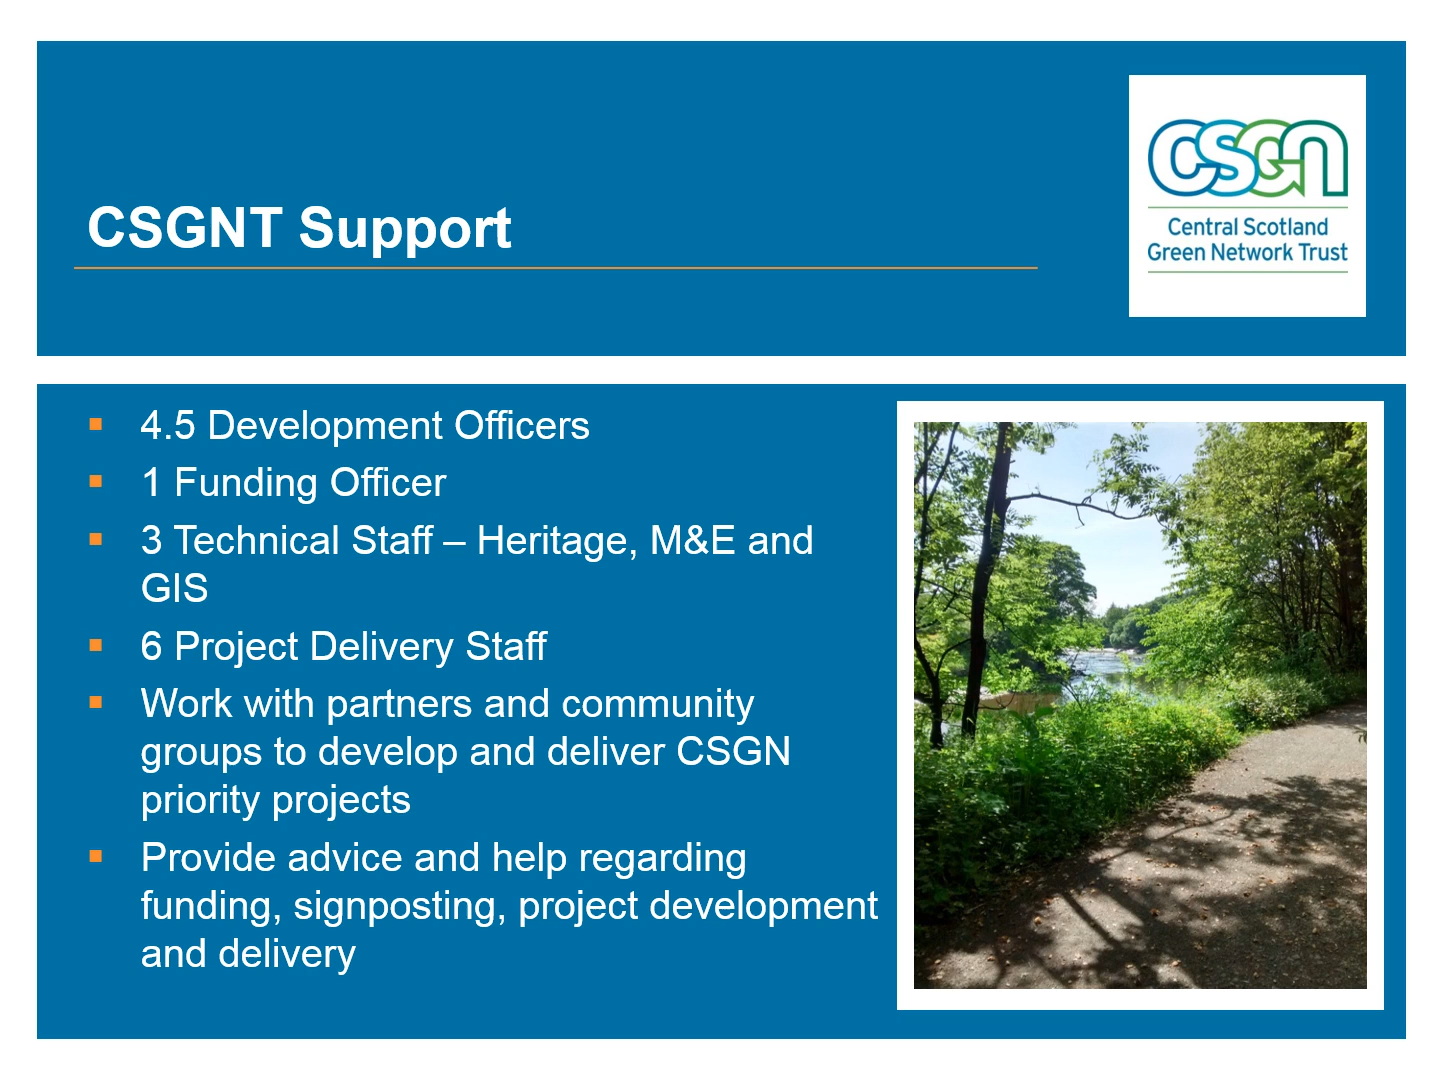 CSGNT Support
csgn
Central Scotland
Green Network Trust
4.5 Development Officers
1 Funding Officer
3 Technical Staff – Heritage, M&E and
GIS
6 Project Delivery Staff
Work with partners and community
groups to develop and deliver CSGN
priority projects
Provide advice and help regarding
funding, signposting, project development
and delivery